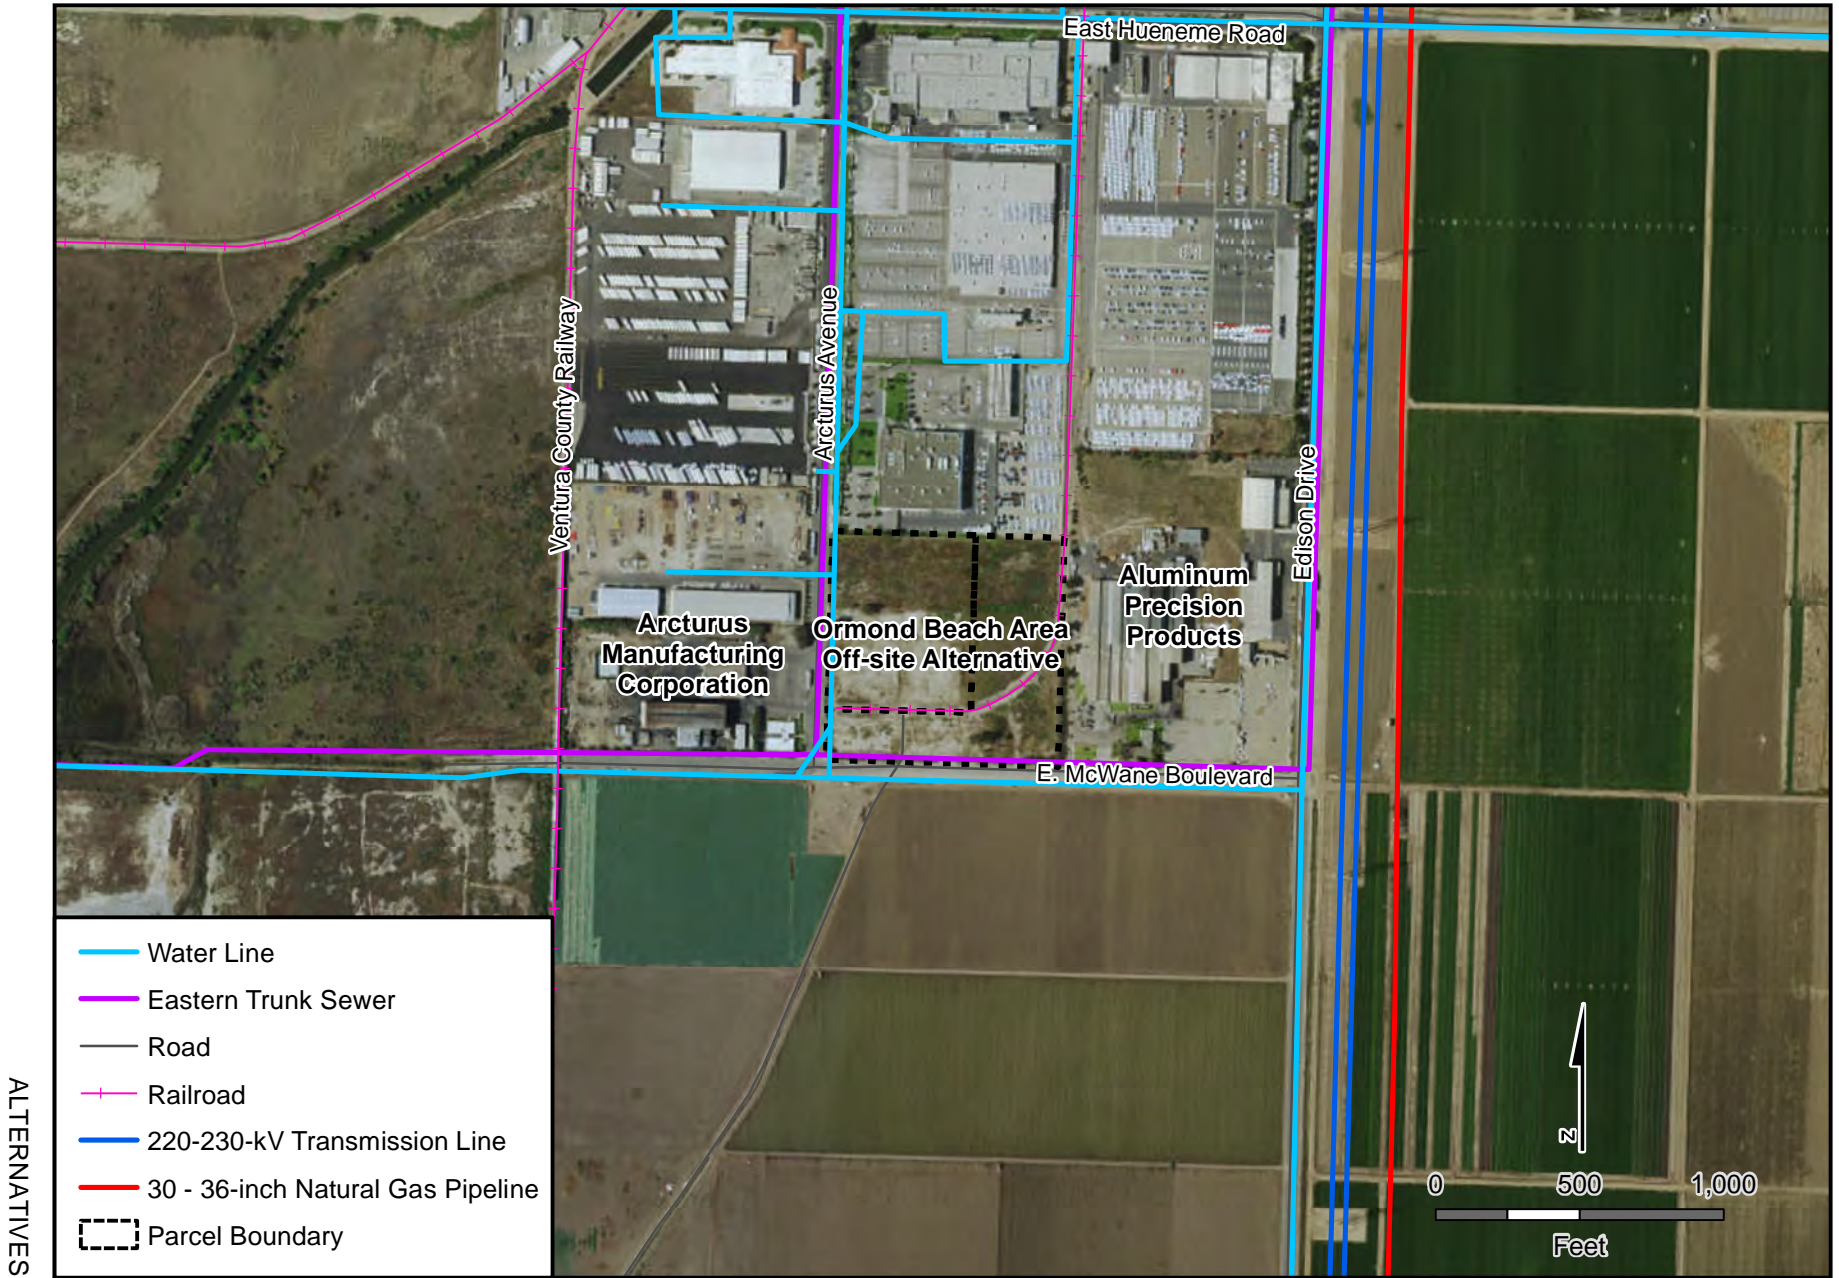 East Hueneme Road
Ventura County Railway
Arcturus Avenue
Edison Drive
Aluminum
Precision
Products
Arcturus
Manufacturing
Corporation
Ormond Beach Area
Off-site Alternative
E. McWane Boulevard
Water Line
Eastern Trunk Sewer
Road
Railroad
220-230-kV Transmission Line
30 - 36-inch Natural Gas Pipeline
Parcel Boundary
N
0 500 1,000
Feet
ALTERNATIVES